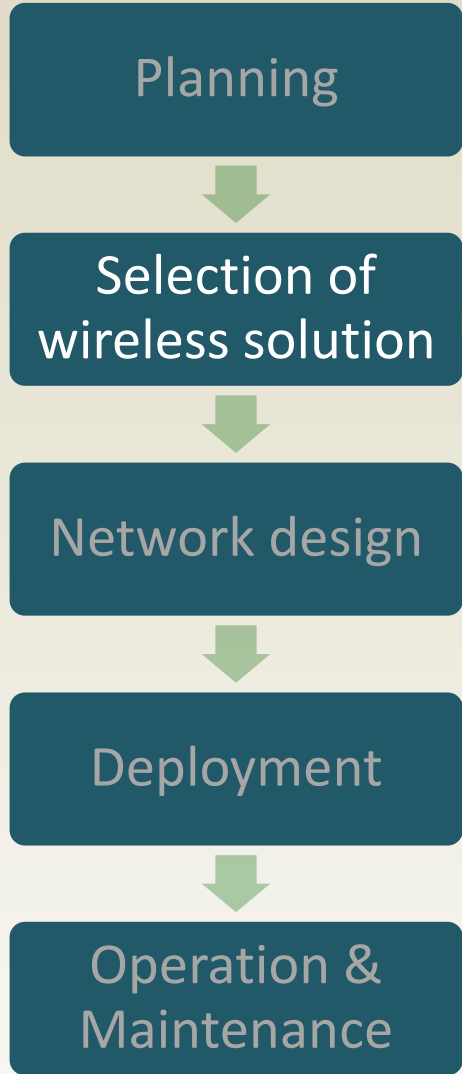 Planning
Selection of
wireless solution
Network design
Deployment
Operation &
Maintenance